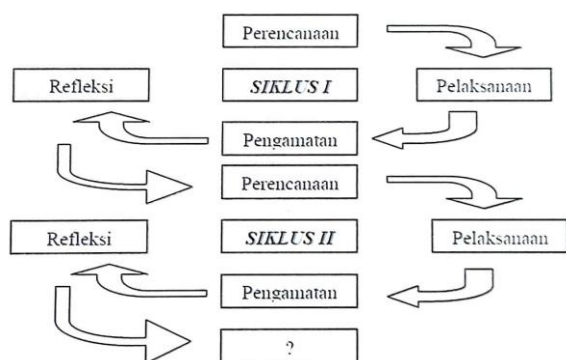 Perencanaan
Refleksi
SIKLUS I
Pelaksanaan
Pengamatan
Perencanaan
Refleksi
SIKLUS II
Pelaksanaan
Pengamatan
?